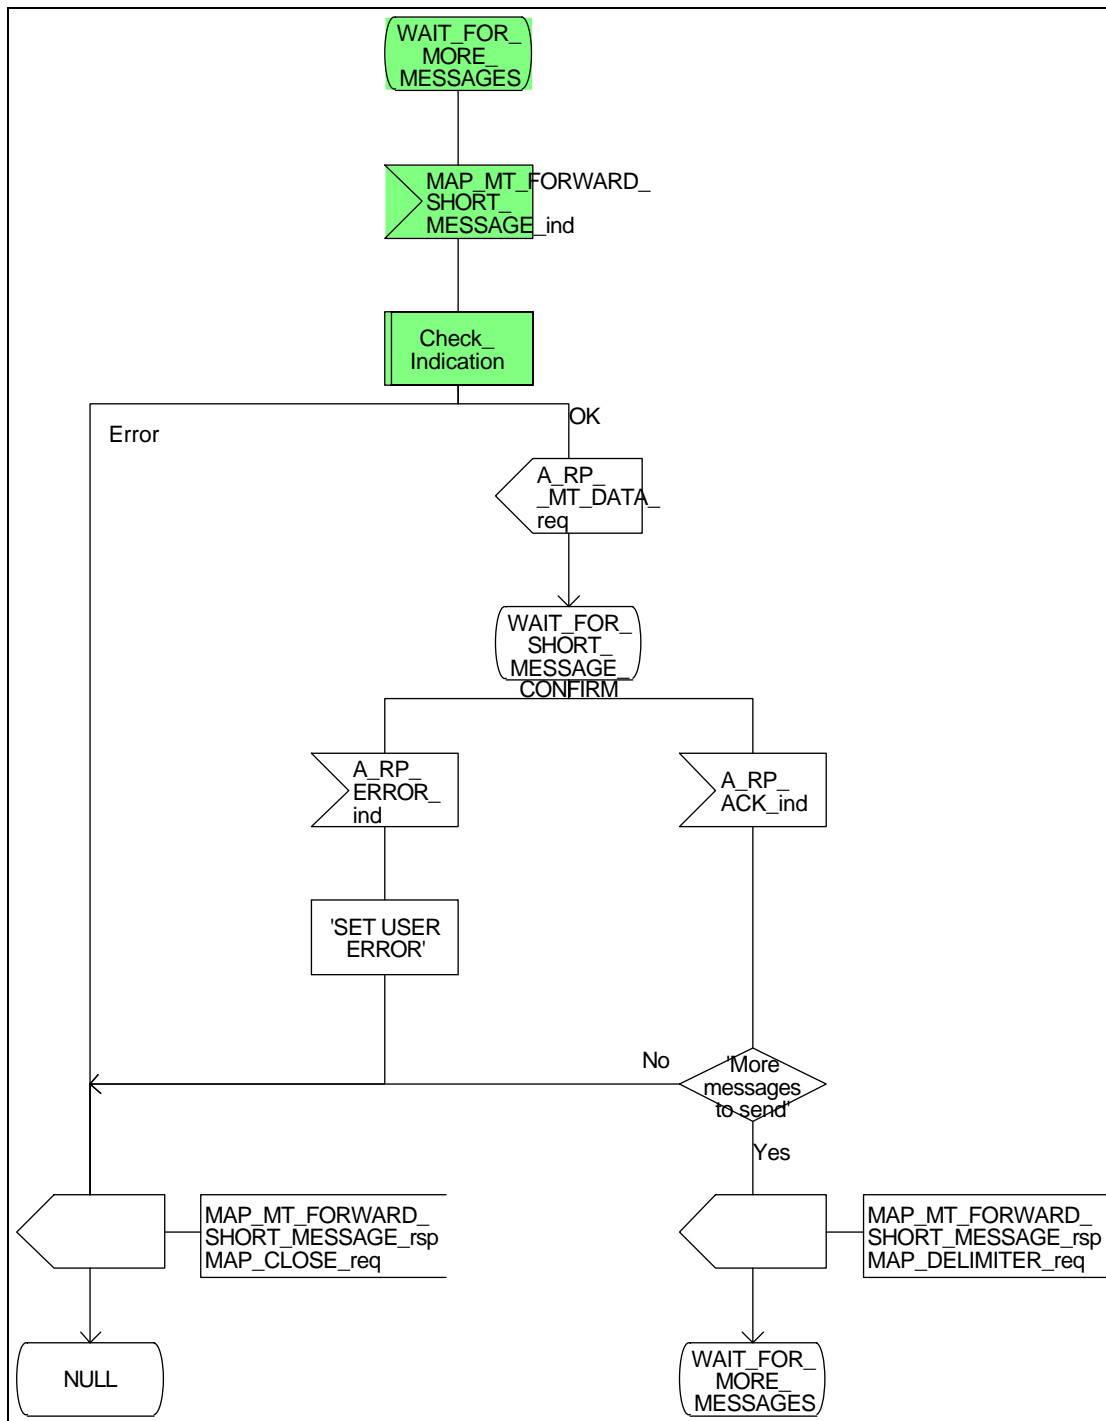 WAIT_FOR_
MORE_
MESSAGES
MAP_MT_FORWARD_
SHORT_
MESSAGE_ind
Check_
Indication
Error
OK
A_RP_
_MT_DATA_
req
WAIT_FOR_
SHORT_
MESSAGE_
CONFIRM
A_RP_
ERROR_
ind
A_RP_
ACK_ind
'SET USER
ERROR'
No
'More
messages
to send'
Yes
MAP_MT_FORWARD_
SHORT_MESSAGE_rsp
MAP_CLOSE_req
MAP_MT_FORWARD_
SHORT_MESSAGE_rsp
MAP_DELIMITER_req
NULL
WAIT_FOR_
MORE_
MESSAGES